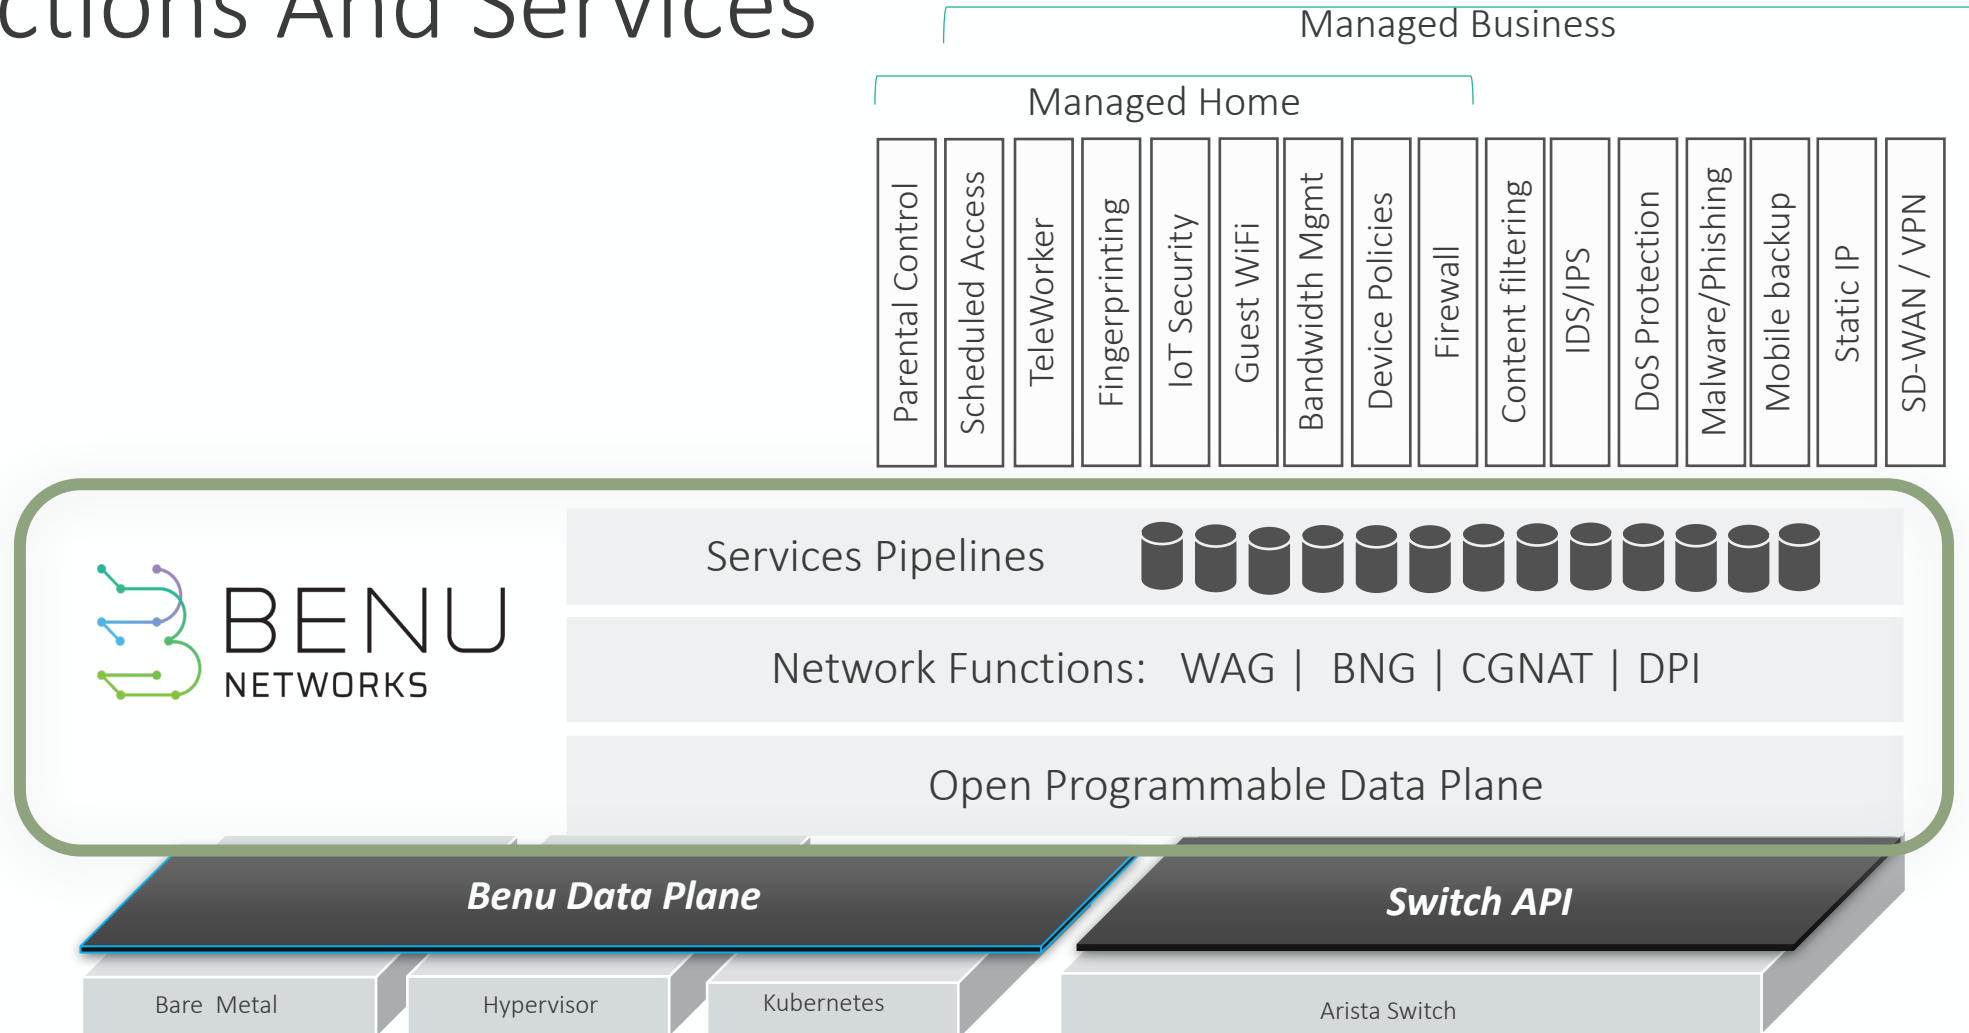 And Services
Managed Business
Managed Home
Parental Control
Scheduled Access
TeleWorker
Fingerprinting
IoT Security
Guest WiFi
Bandwidth Mgmt
Device Policies
Firewall
Content filtering
IDS/IPS
DoS Protection
Malware/Phishing
Mobile backup
Static IP
SD-WAN / VPN
BENU
NETWORKS
Services Pipelines
Network Functions: WAG | BNG | CGNAT | DPI
Open Programmable Data Plane
Benu Data Plane
Switch API
Bare Metal
Hypervisor
Kubernetes
Arista Switch